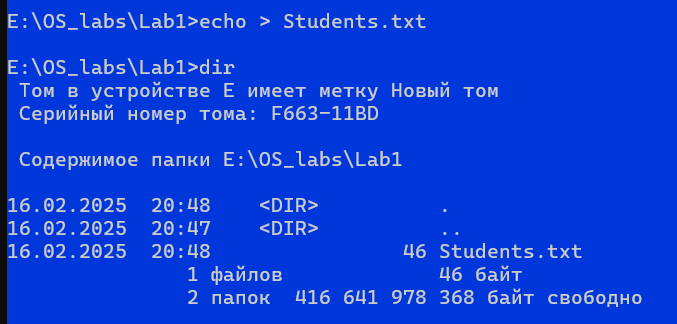 E:\OS_labs\Lab1>echo > Students.txt
E:\OS_labs\Lab1>dir
Том в устройстве E имеет метку Новый том
Серийный номер тома: F663-11BD
Содержимое папки E:\OS_labs\Lab1
16.02.2025  20:48    <DIR>          .
16.02.2025  20:47    <DIR>          ..
16.02.2025  20:48                46 Students.txt
1 файлов             46 байт
2 папок  416 641 978 368 байт свободно